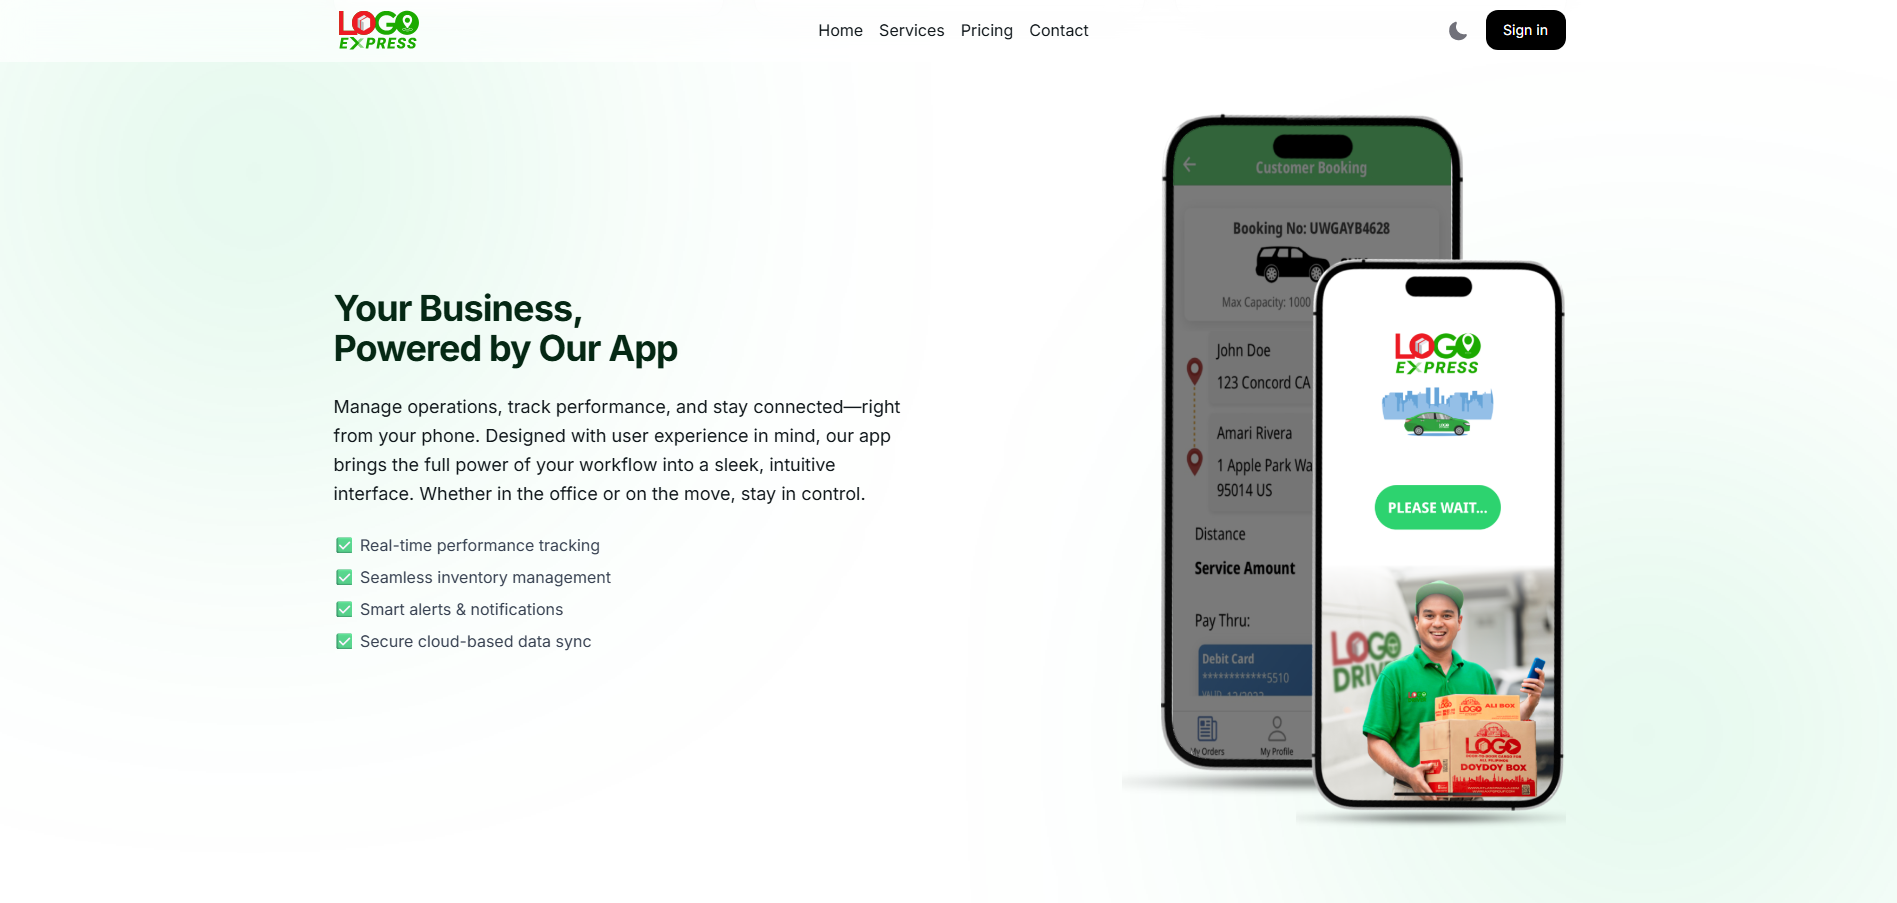 LOGO
EXPRESS
Home Services Pricing Contact
Sign in
Your Business,
Powered by Our App
Manage operations, track performance, and stay connected—right
from your phone. Designed with user experience in mind, our app
brings the full power of your workflow into a sleek, intuitive
interface. Whether in the office or on the move, stay in control.
Real-time performance tracking
Seamless inventory management
Smart alerts & notifications
Secure cloud-based data sync
Customer Booking
Booking No: UWGAYB4628
Max Capacity: 1000
John Doe
123 Concord CA
Amari Rivera
1 Apple Park Wa
95014 US
Distance
Service Amount
Pay Thru:
Debit Card
************5510
My Orders My Profile
LOGO
EXPRESS
PLEASE WAIT...
LOGO
DRIV
LOGO ALI BOX
LOGO
DOYDOY BOX